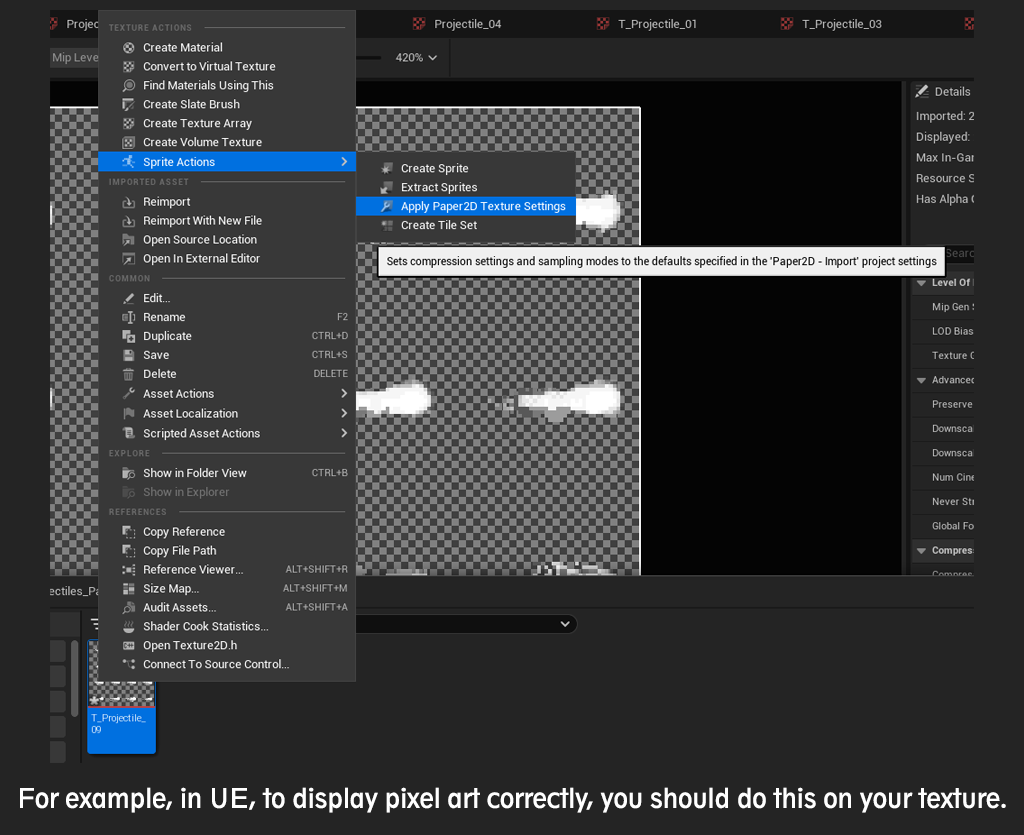 Projec
Projectile_04
T_Projectile_01
T_Projectile_03
Mip Leve
420%
TEXTURE ACTIONS
Create Material
Convert to Virtual Texture
Find Materials Using This
Create Slate Brush
Create Texture Array
Create Volume Texture
Sprite Actions
IMPORTED ASSET
Reimport
Reimport With New File
Open Source Location
Open In External Editor
COMMON
Edit...
Rename F2
Duplicate CTRL+D
Save CTRL+S
Delete DELETE
Asset Actions
Asset Localization
Scripted Asset Actions
EXPLORE
Show in Folder View CTRL+B
Show in Explorer
REFERENCES
Copy Reference
Copy File Path
Reference Viewer... ALT+SHIFT+R
Size Map... ALT+SHIFT+M
Audit Assets... ALT+SHIFT+A
Shader Cook Statistics...
Open Texture2D.h
Connect To Source Control...
Create Sprite
Extract Sprites
Apply Paper2D Texture Settings
Create Tile Set
Sets compression settings and sampling modes to the defaults specified in the 'Paper2D - Import' project settings
Details
Imported: 2
Displayed:
Max In-Gar
Resource S
Has Alpha C
Searc
Level Of
Mip Gen S
LOD Bias
Texture C
Advanced
Preserve
Downscal
Downscal
Num Cine
Never Str
Global Fo
Compres
Compres
ectiles_Pa
T_Projectile_
09
For example, in UE, to display pixel art correctly, you should do this on your texture.